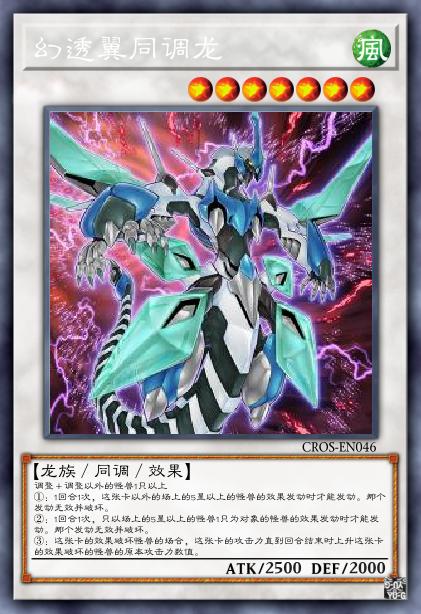 幻透翼同调龙
風
CROS-EN046
【龙族／同调／效果】
调整＋调整以外的怪兽1只以上
①：1回合1次，这张卡以外的场上的5星以上的怪兽的效果发动时才能发动。那个
发动无效并破坏。
②：1回合1次，只以场上的5星以上的怪兽1只为对象的怪兽的效果发动时才能发
动。那个发动无效并破坏。
③：这张卡的效果破坏怪兽的场合，这张卡的攻击力直到回合结束时上升这张卡
的效果破坏的怪兽的原本攻击力数值。
ATK/2500 DEF/2000